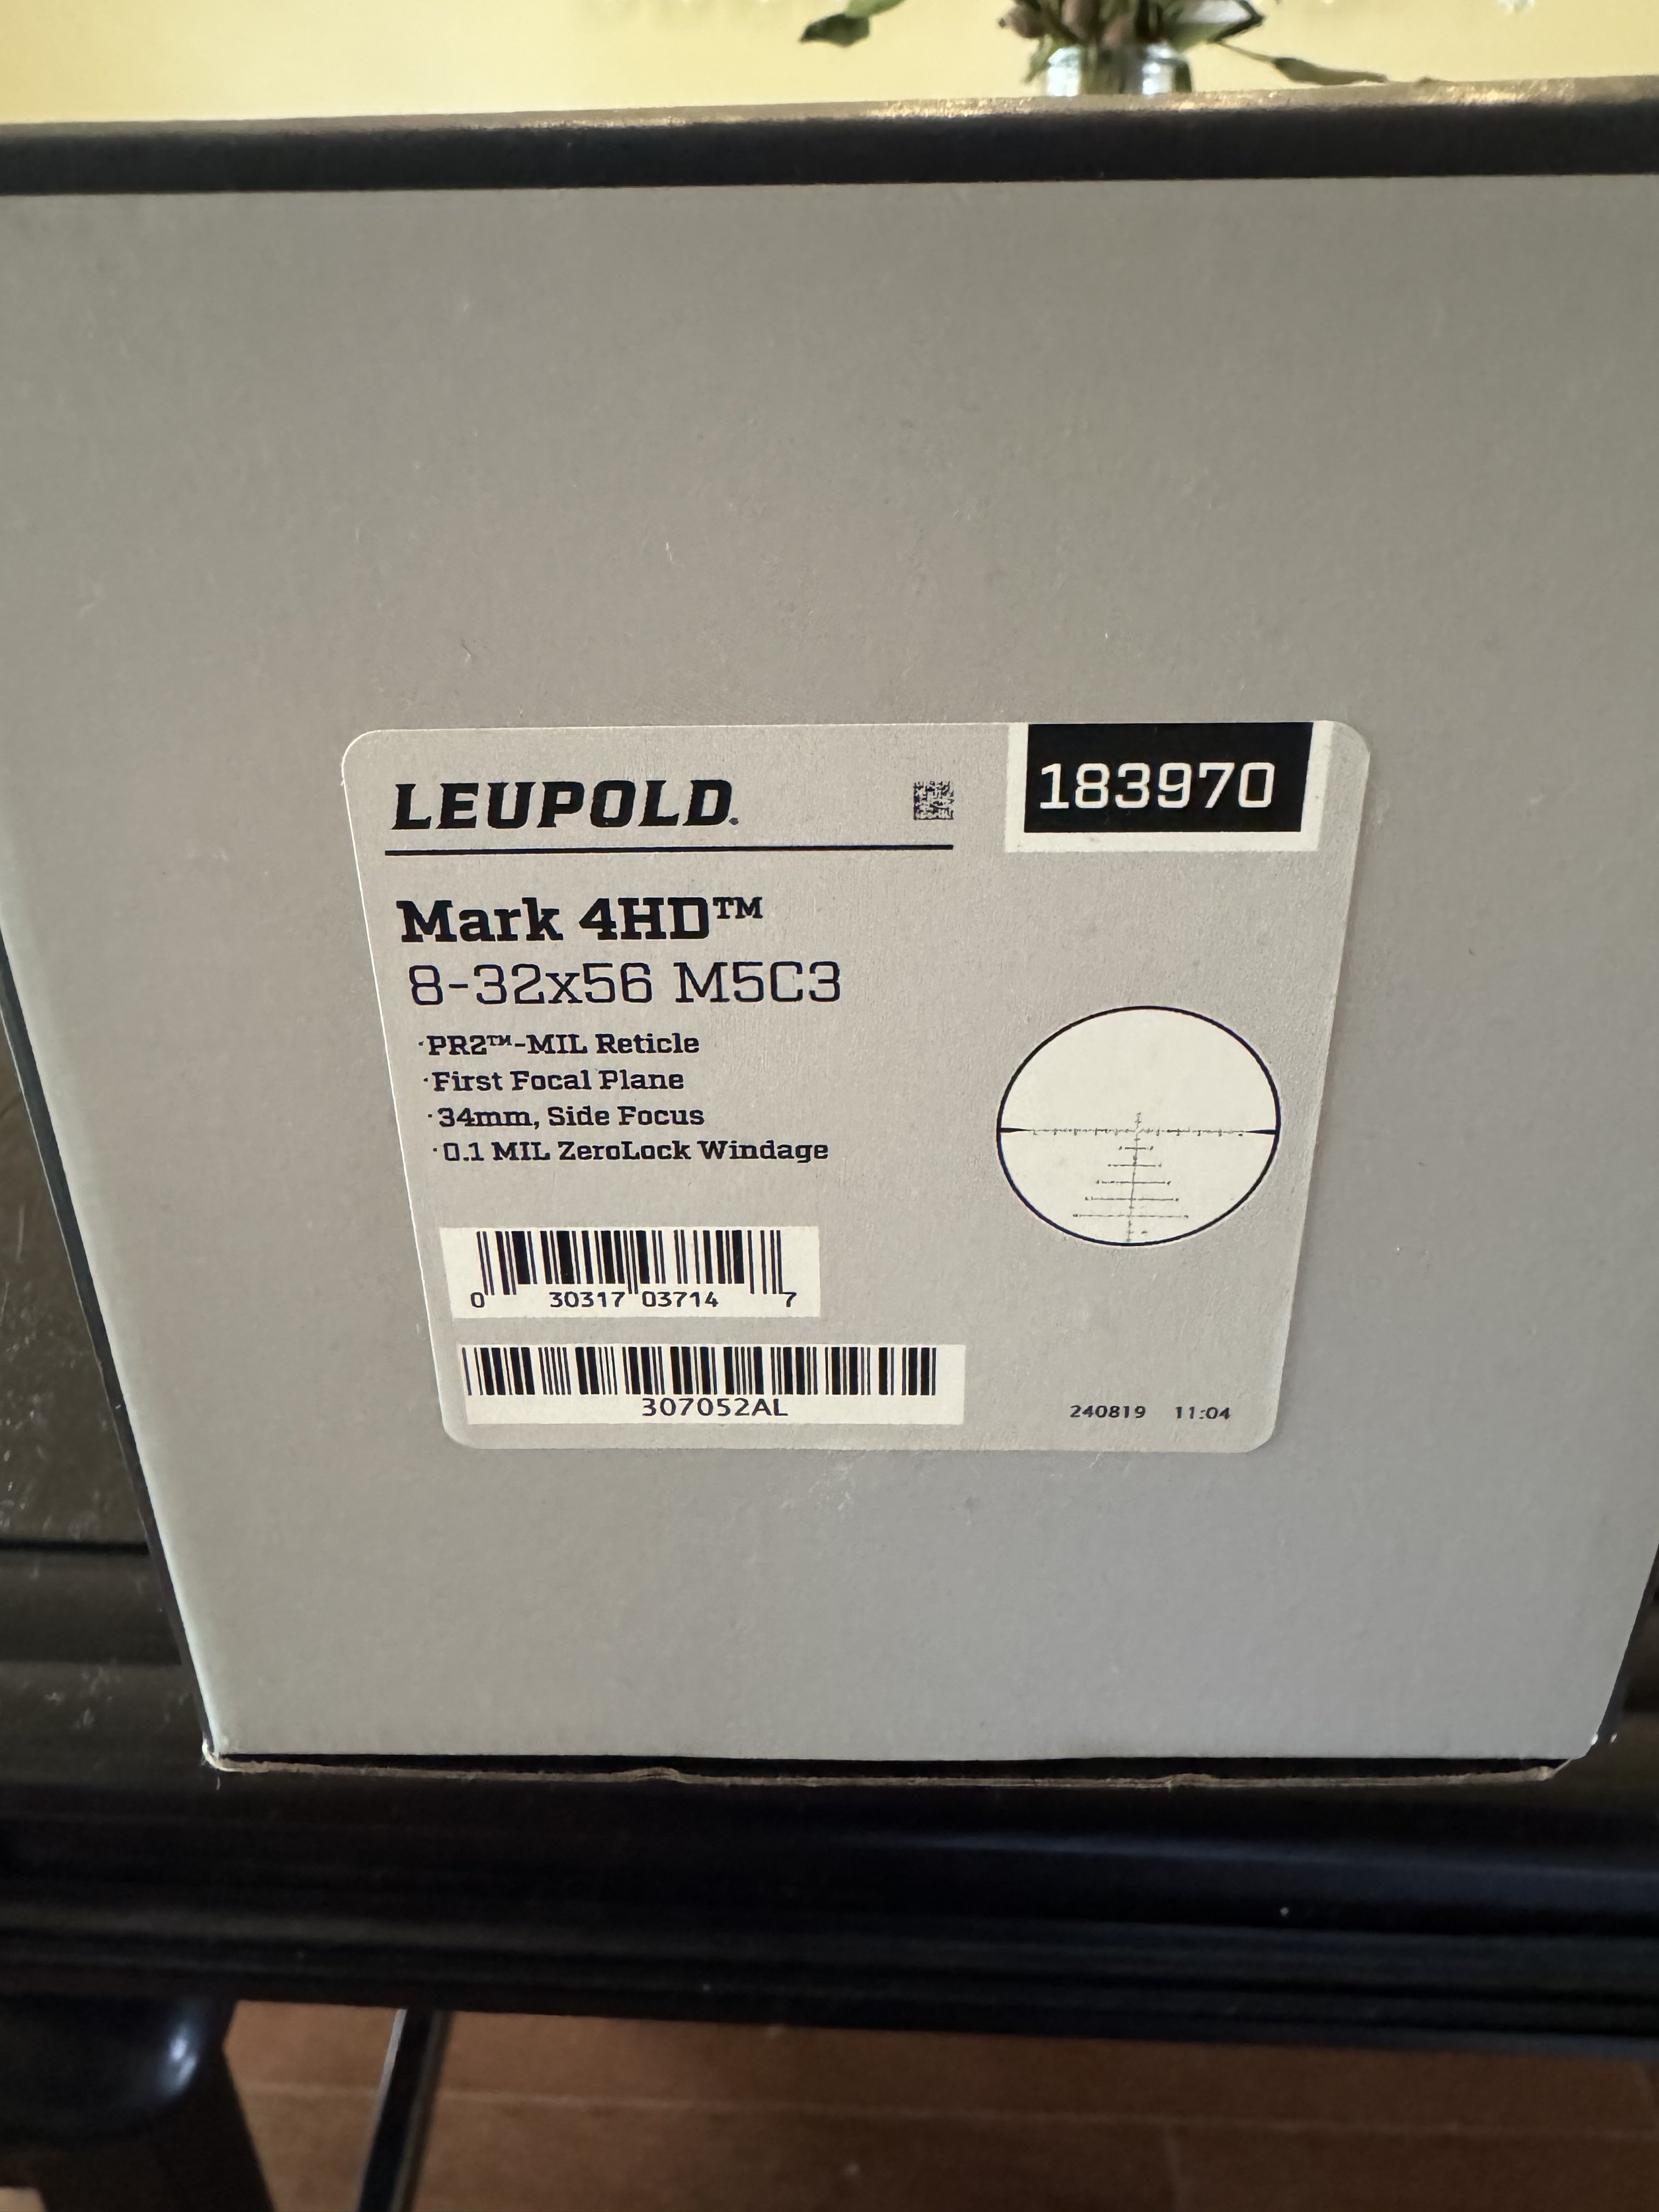 LEUPOLD.
183970
Mark 4HD™
8-32x56 M5C3
·PR2™-MIL Reticle
·First Focal Plane
·34mm, Side Focus
·0.1 MIL ZeroLock Windage
0 30317 03714 7
307052AL
240819 11:04